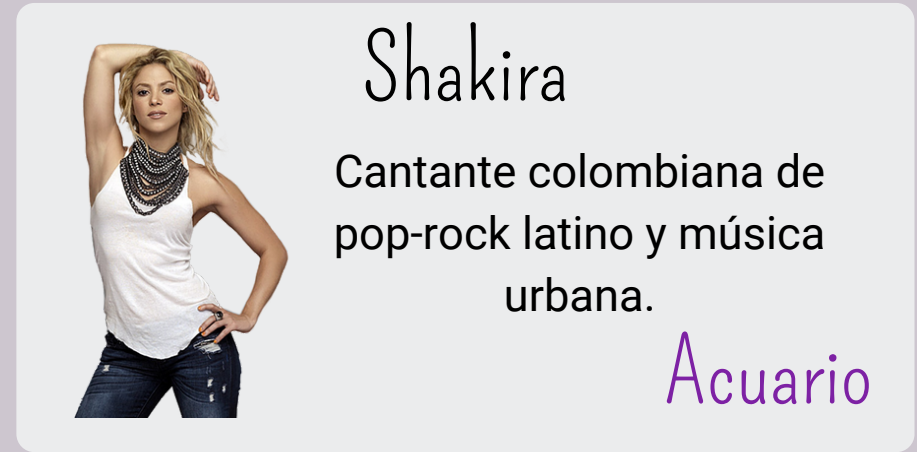 Shakira
Cantante colombiana de
pop-rock latino y música
urbana.
Acuario